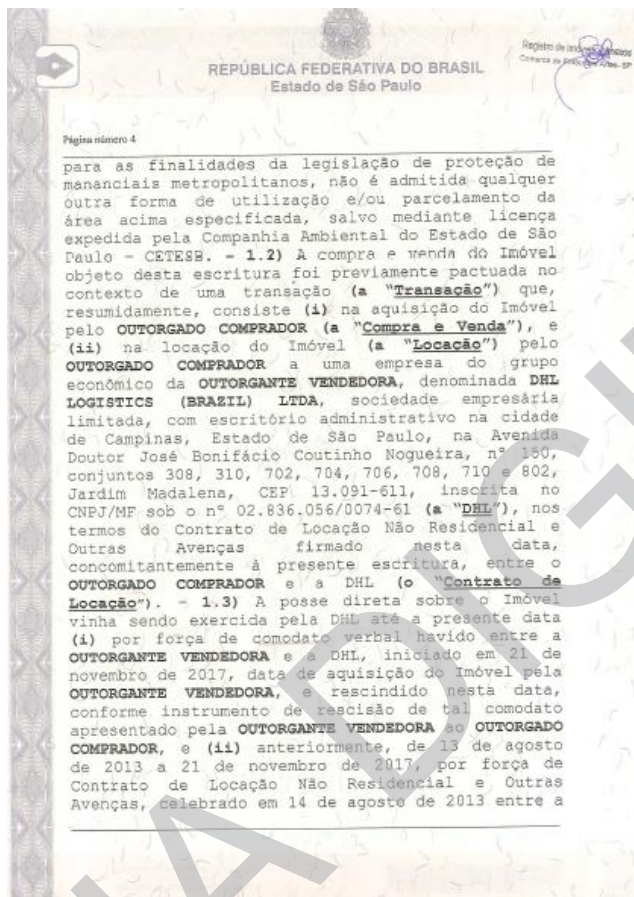 REPÚBLICA FEDERATIVA DO BRASIL
Estado de São Paulo
Registro de Imóveis
Página número 4
para as finalidades da legislação de proteção de
mananciais metropolitanos, não é admitida qualquer
outra forma de utilização e/ou parcelamento da
área acima especificada, salvo mediante licença
expedida pela Companhia Ambiental do Estado de São
Paulo - CETESB. - 1.2) A compra e venda do Imóvel
objeto desta escritura foi previamente pactuada no
contexto de uma transação (a "Transação") que,
resumidamente, consiste (i) na aquisição do Imóvel
pelo OUTORGADO COMPRADOR (a "Compra e Venda"), e
(ii) na locação do Imóvel (a "Locação") pelo
OUTORGADO COMPRADOR a uma empresa do grupo
econômico da OUTORGANTE VENDEDORA, denominada DHL
LOGISTICS (BRAZIL) LTDA, sociedade empresária
limitada, com escritório administrativo na cidade
de Campinas, Estado de São Paulo, na Avenida
Doutor José Bonifácio Coutinho Nogueira, nº 150,
conjuntos 308, 310, 702, 704, 706, 708, 710 e 802,
Jardim Madalena, CEP 13.091-611, inscrita no
CNPJ/MF sob o nº 02.836.056/0074-61 (a "DHL"), nos
termos do Contrato de Locação Não Residencial e
Outras Avenças firmado nesta data,
concomitantemente à presente escritura, entre o
OUTORGADO COMPRADOR e a DHL (o "Contrato de
Locação"). - 1.3) A posse direta sobre o Imóvel
vinha sendo exercida pela DHL até a presente data
(i) por força de comodato verbal havido entre a
OUTORGANTE VENDEDORA e a DHL, iniciado em 21 de
novembro de 2017, data de aquisição do Imóvel pela
OUTORGANTE VENDEDORA, e rescindido nesta data,
conforme instrumento de rescisão de tal comodato
apresentado pela OUTORGANTE VENDEDORA ao OUTORGADO
COMPRADOR, e (ii) anteriormente, de 13 de agosto
de 2013 a 21 de novembro de 2017, por força de
Contrato de Locação Não Residencial e Outras
Avenças, celebrado em 14 de agosto de 2013 entre a